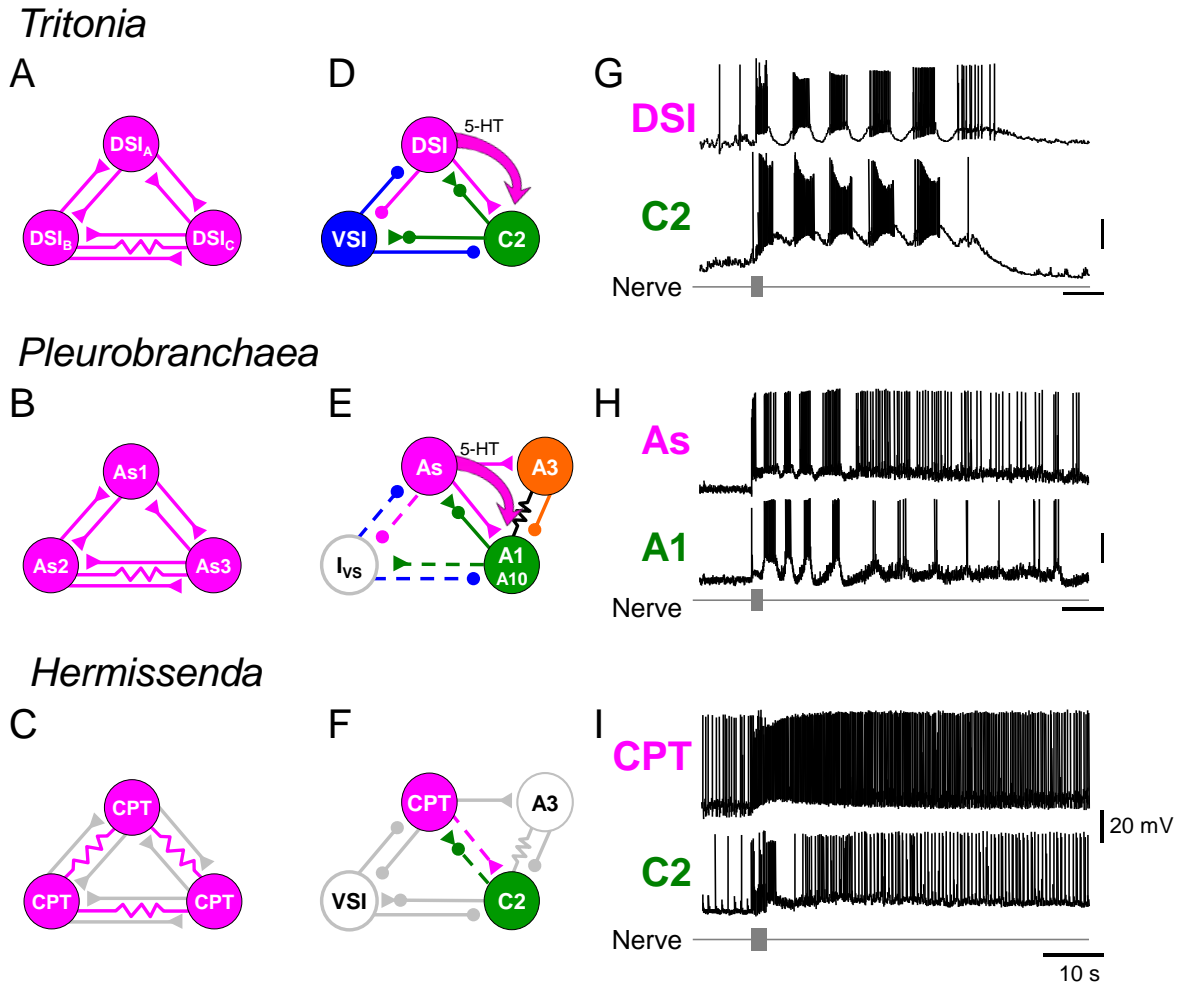 Tritonia
A
DSIA
DSIB
DSIC
D
DSI
5-HT
VSI
C2
G
DSI
C2
Nerve
Pleurobranchaea
B
As1
As2
As3
E
As
5-HT
A3
IVS
A1
A10
H
As
A1
Nerve
Hermissenda
C
CPT
CPT
CPT
F
CPT
A3
VSI
C2
I
CPT
C2
20 mV
Nerve
10 s